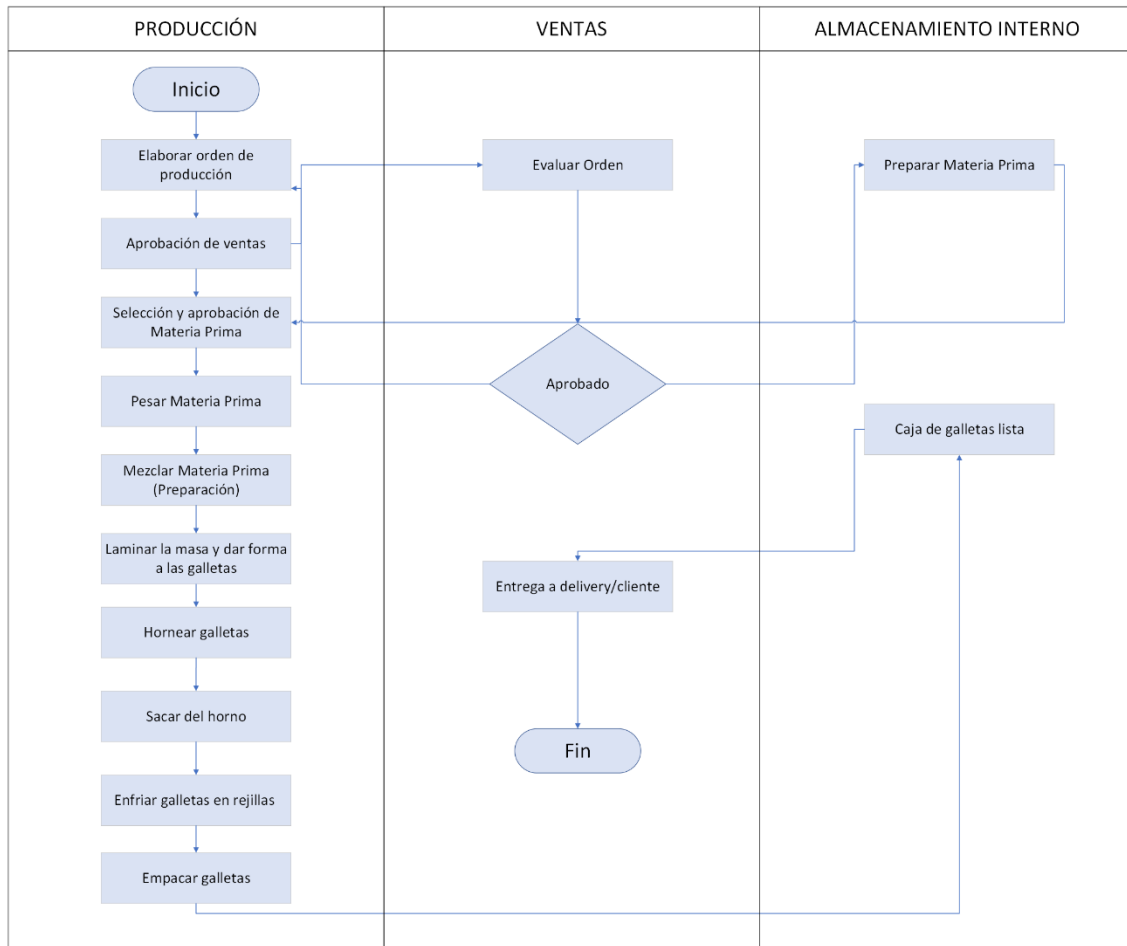 PRODUCCIÓN
VENTAS
ALMACENAMIENTO INTERNO
Inicio
Elaborar orden de
producción
Aprobación de ventas
Selección y aprobación de
Materia Prima
Pesar Materia Prima
Mezclar Materia Prima
(Preparación)
Laminar la masa y dar forma
a las galletas
Hornear galletas
Sacar del horno
Enfriar galletas en rejillas
Empacar galletas
Evaluar Orden
Aprobado
Entrega a delivery/cliente
Fin
Preparar Materia Prima
Caja de galletas lista